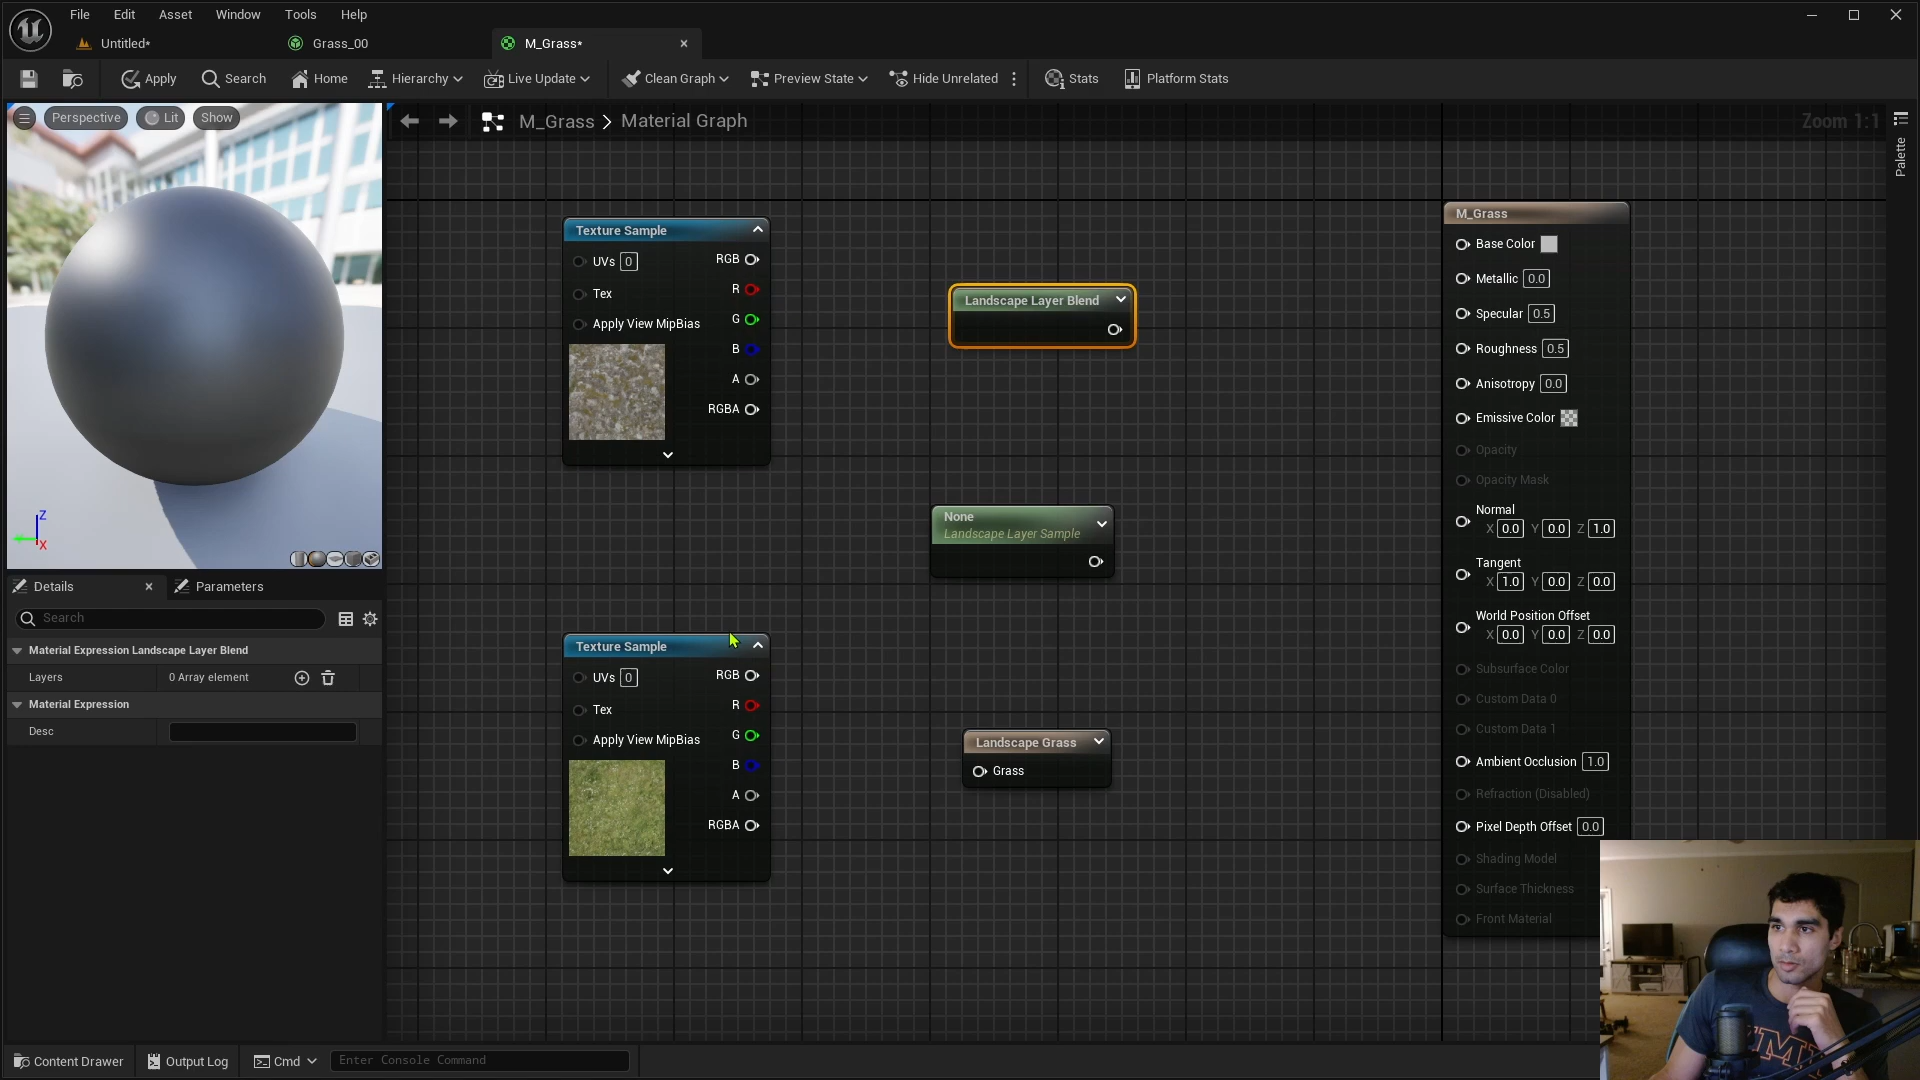 File Edit Asset Window Tools Help
Untitled* Grass_00 M_Grass*
Apply Search Home Hierarchy Live Update Clean Graph Preview State Hide Unrelated Stats Platform Stats
Perspective Lit Show
M_Grass > Material Graph
Zoom 1:1
Palette
Texture Sample
UVs 0 RGB
R
Tex
G
Apply View MipBias
B
A
RGBA
Landscape Layer Blend
None
Landscape Layer Sample
Texture Sample
UVs 0 RGB
R
Tex
G
Apply View MipBias
B
A
RGBA
Landscape Grass
Grass
M_Grass
Base Color
Metallic 0.0
Specular 0.5
Roughness 0.5
Anisotropy 0.0
Emissive Color
Opacity
Opacity Mask
Normal
X 0.0 Y 0.0 Z 1.0
Tangent
X 1.0 Y 0.0 Z 0.0
World Position Offset
X 0.0 Y 0.0 Z 0.0
Subsurface Color
Custom Data 0
Custom Data 1
Ambient Occlusion 1.0
Refraction (Disabled)
Pixel Depth Offset 0.0
Shading Model
Surface Thickness
Front Material
Z
X
Details Parameters
Search
Material Expression Landscape Layer Blend
Layers 0 Array element
Material Expression
Desc
Content Drawer Output Log Cmd Enter Console Command